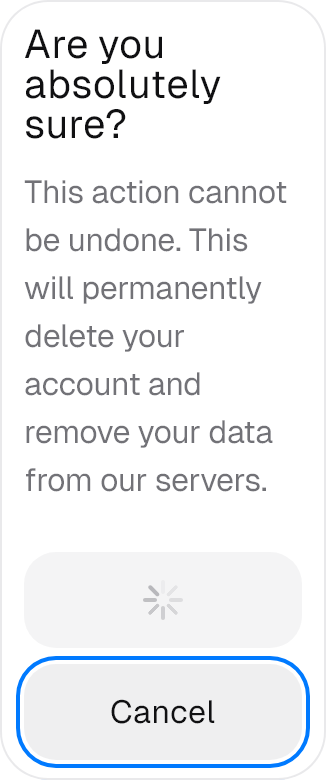 Are you
absolutely
sure?
This action cannot
be undone. This
will permanently
delete your
account and
remove your data
from our servers.
Cancel